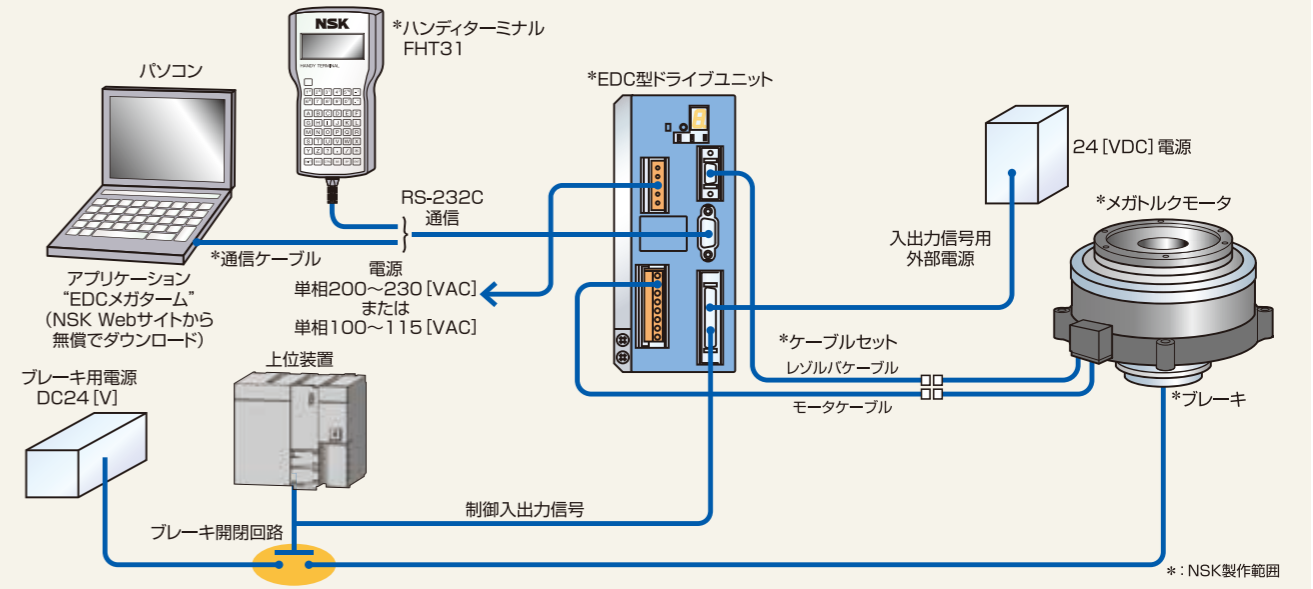 NSK
HANDY TERMINAL
*ハンディターミナル
FHT31
パソコン
*EDC型ドライブユニット
24[VDC]電源
*メガトルクモータ
RS-232C
通信
*通信ケーブル
入出力信号用
外部電源
アプリケーション
“EDCメガターム”
(NSK Webサイトから
無償でダウンロード)
電源
単相200～230[VAC]
または
単相100～115[VAC]
*ケーブルセット
レゾルバケーブル
モータケーブル
*ブレーキ
上位装置
ブレーキ用電源
DC24[V]
制御入出力信号
ブレーキ開閉回路
*：NSK製作範囲